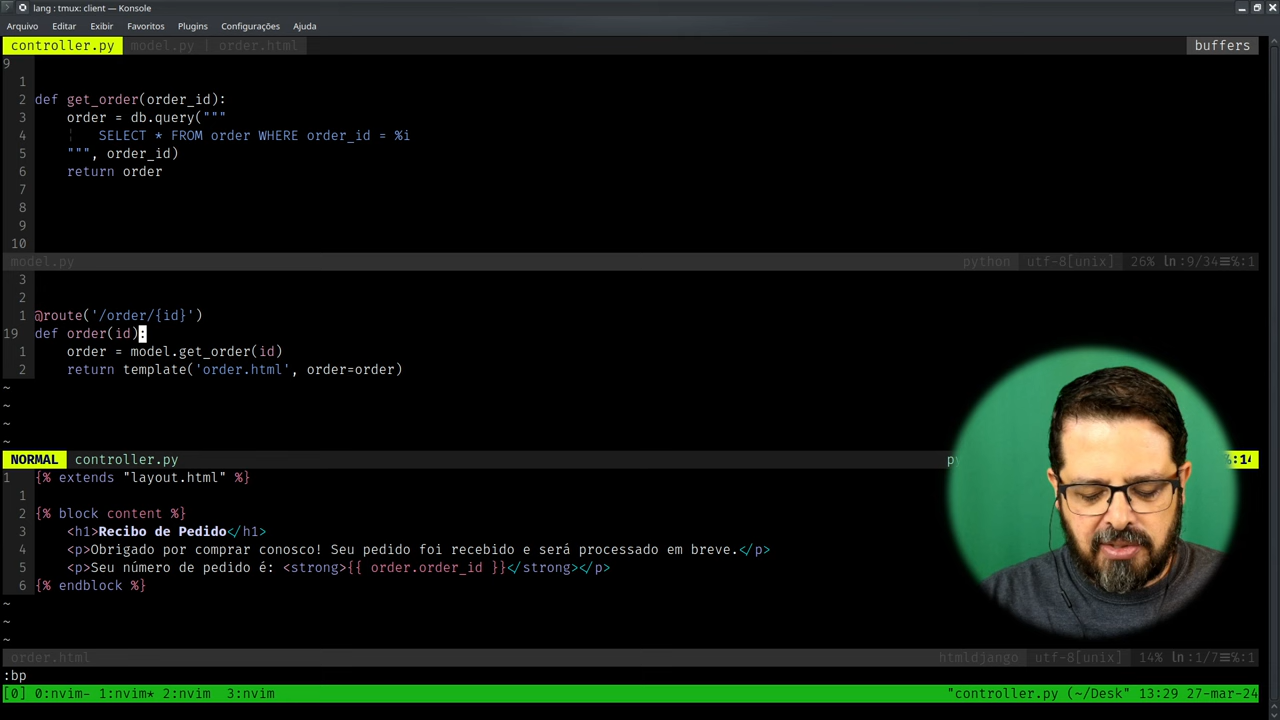 lang : tmux: client — Konsole
Arquivo Editar Exibir Favoritos Plugins Configurações Ajuda
controller.py model.py | order.html buffers
9
1
2 def get_order(order_id):
3 order = db.query("""
4 ¦ SELECT * FROM order WHERE order_id = %i
5 """, order_id)
6 return order
7
8
9
10
model.py python utf-8[unix] 26% ln:9/34≡%:1
3
2
1 @route('/order/{id}')
19 def order(id):
1 order = model.get_order(id)
2 return template('order.html', order=order)
~
~
~
~
NORMAL controller.py py %:14
1 {% extends "layout.html" %}
1
2 {% block content %}
3 <h1>Recibo de Pedido</h1>
4 <p>Obrigado por comprar conosco! Seu pedido foi recebido e será processado em breve.</p>
5 <p>Seu número de pedido é: <strong>{{ order.order_id }}</strong></p>
6 {% endblock %}
~
~
~
order.html htmldjango utf-8[unix] 14% ln:1/7≡%:1
:bp
[0] 0:nvim- 1:nvim* 2:nvim 3:nvim "controller.py (~/Desk" 13:29 27-mar-24